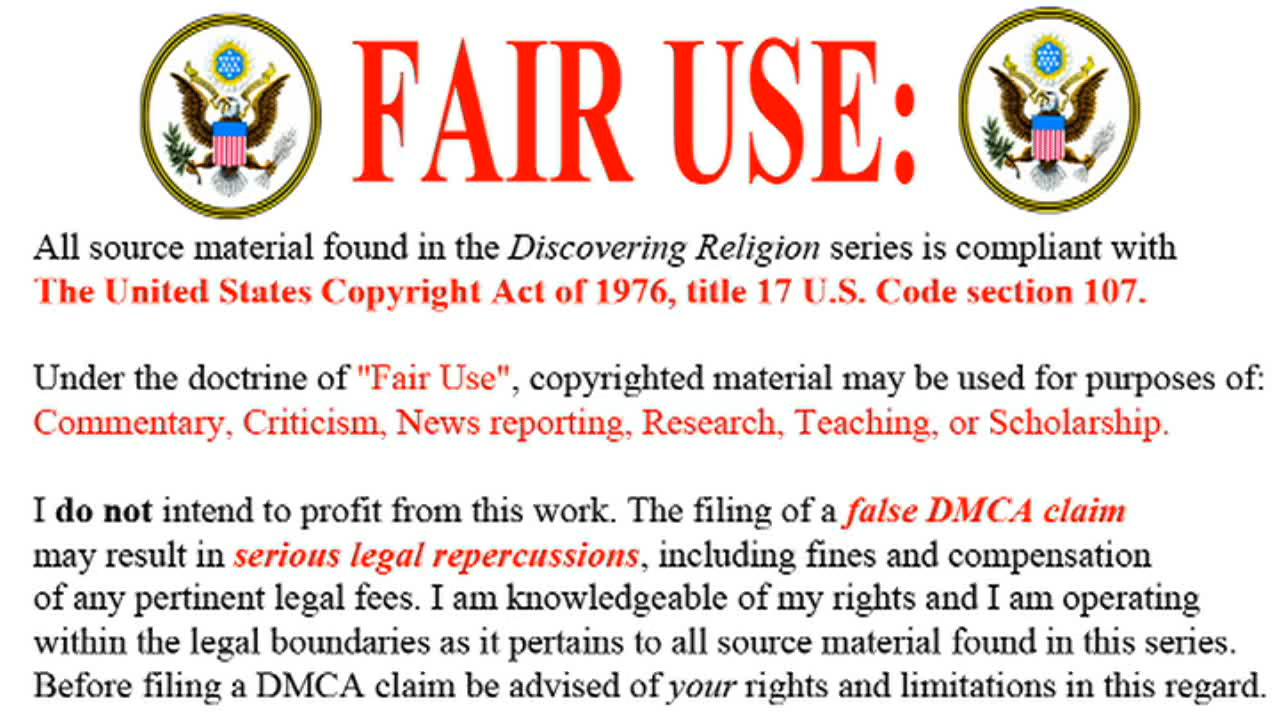 FAIR USE:
All source material found in the Discovering Religion series is compliant with
The United States Copyright Act of 1976, title 17 U.S. Code section 107.
Under the doctrine of "Fair Use", copyrighted material may be used for purposes of:
Commentary, Criticism, News reporting, Research, Teaching, or Scholarship.
I do not intend to profit from this work. The filing of a false DMCA claim
may result in serious legal repercussions, including fines and compensation
of any pertinent legal fees. I am knowledgeable of my rights and I am operating
within the legal boundaries as it pertains to all source material found in this series.
Before filing a DMCA claim be advised of your rights and limitations in this regard.